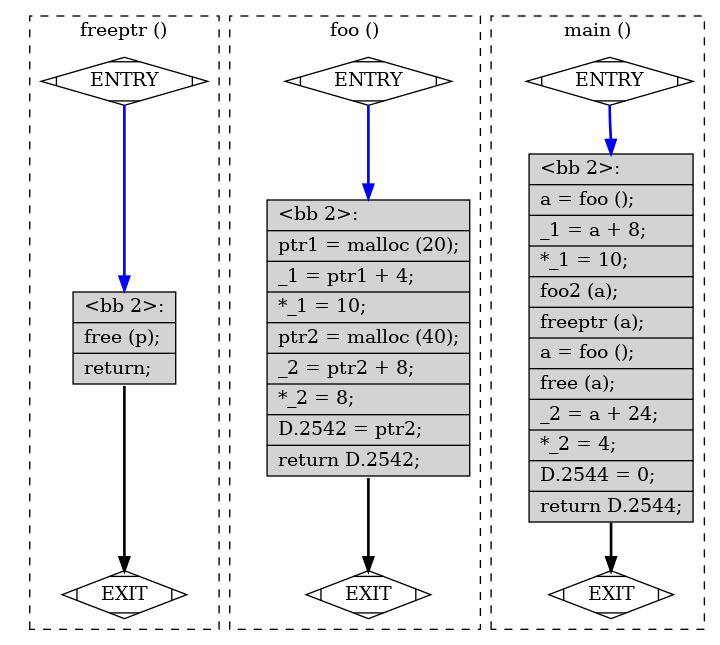 freeptr ()
ENTRY
<bb 2>:
free (p);
return;
EXIT
foo ()
ENTRY
<bb 2>:
ptr1 = malloc (20);
_1 = ptr1 + 4;
*_1 = 10;
ptr2 = malloc (40);
_2 = ptr2 + 8;
*_2 = 8;
D.2542 = ptr2;
return D.2542;
EXIT
main ()
ENTRY
<bb 2>:
a = foo ();
_1 = a + 8;
*_1 = 10;
foo2 (a);
freeptr (a);
a = foo ();
free (a);
_2 = a + 24;
*_2 = 4;
D.2544 = 0;
return D.2544;
EXIT